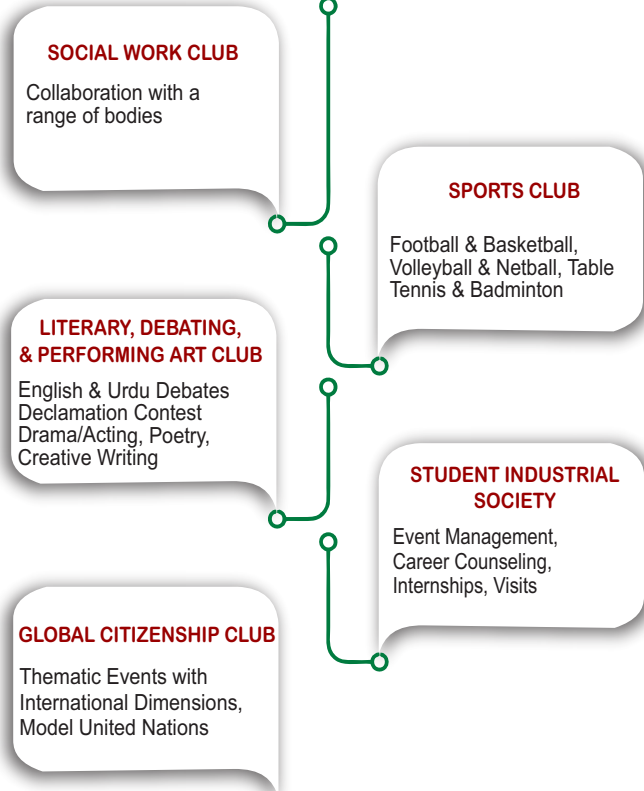 SOCIAL WORK CLUB
Collaboration with a
range of bodies
SPORTS CLUB
Football & Basketball,
Volleyball & Netball, Table
Tennis & Badminton
LITERARY, DEBATING,
& PERFORMING ART CLUB
English & Urdu Debates
Declamation Contest
Drama/Acting, Poetry,
Creative Writing
STUDENT INDUSTRIAL
SOCIETY
Event Management,
Career Counseling,
Internships, Visits
GLOBAL CITIZENSHIP CLUB
Thematic Events with
International Dimensions,
Model United Nations